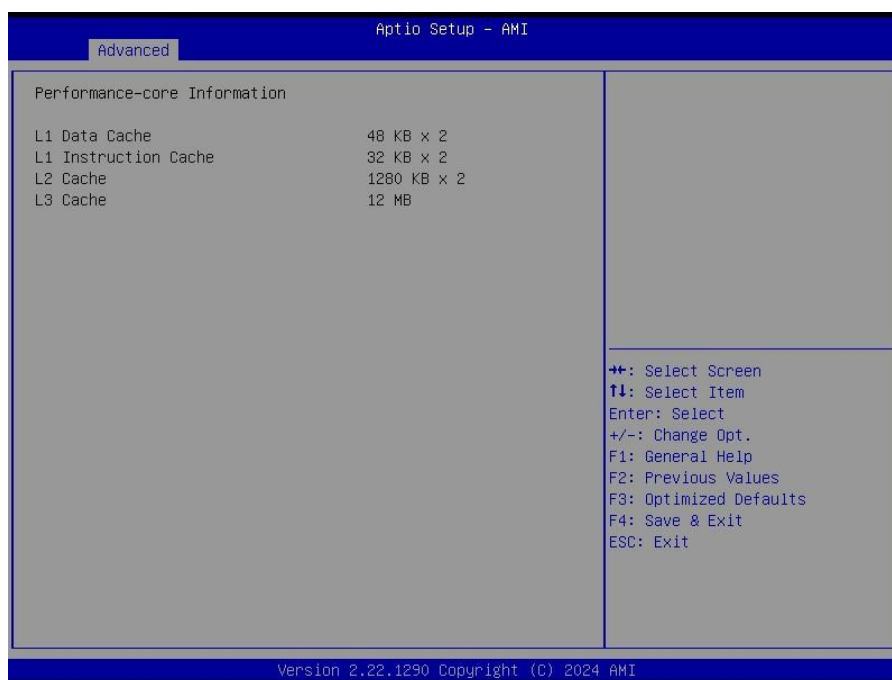 Aptio Setup – AMI
Advanced
Performance-core Information
L1 Data Cache 48 KB x 2
L1 Instruction Cache 32 KB x 2
L2 Cache 1280 KB x 2
L3 Cache 12 MB
→←: Select Screen
↑↓: Select Item
Enter: Select
+/-: Change Opt.
F1: General Help
F2: Previous Values
F3: Optimized Defaults
F4: Save & Exit
ESC: Exit
Version 2.22.1290 Copyright (C) 2024 AMI